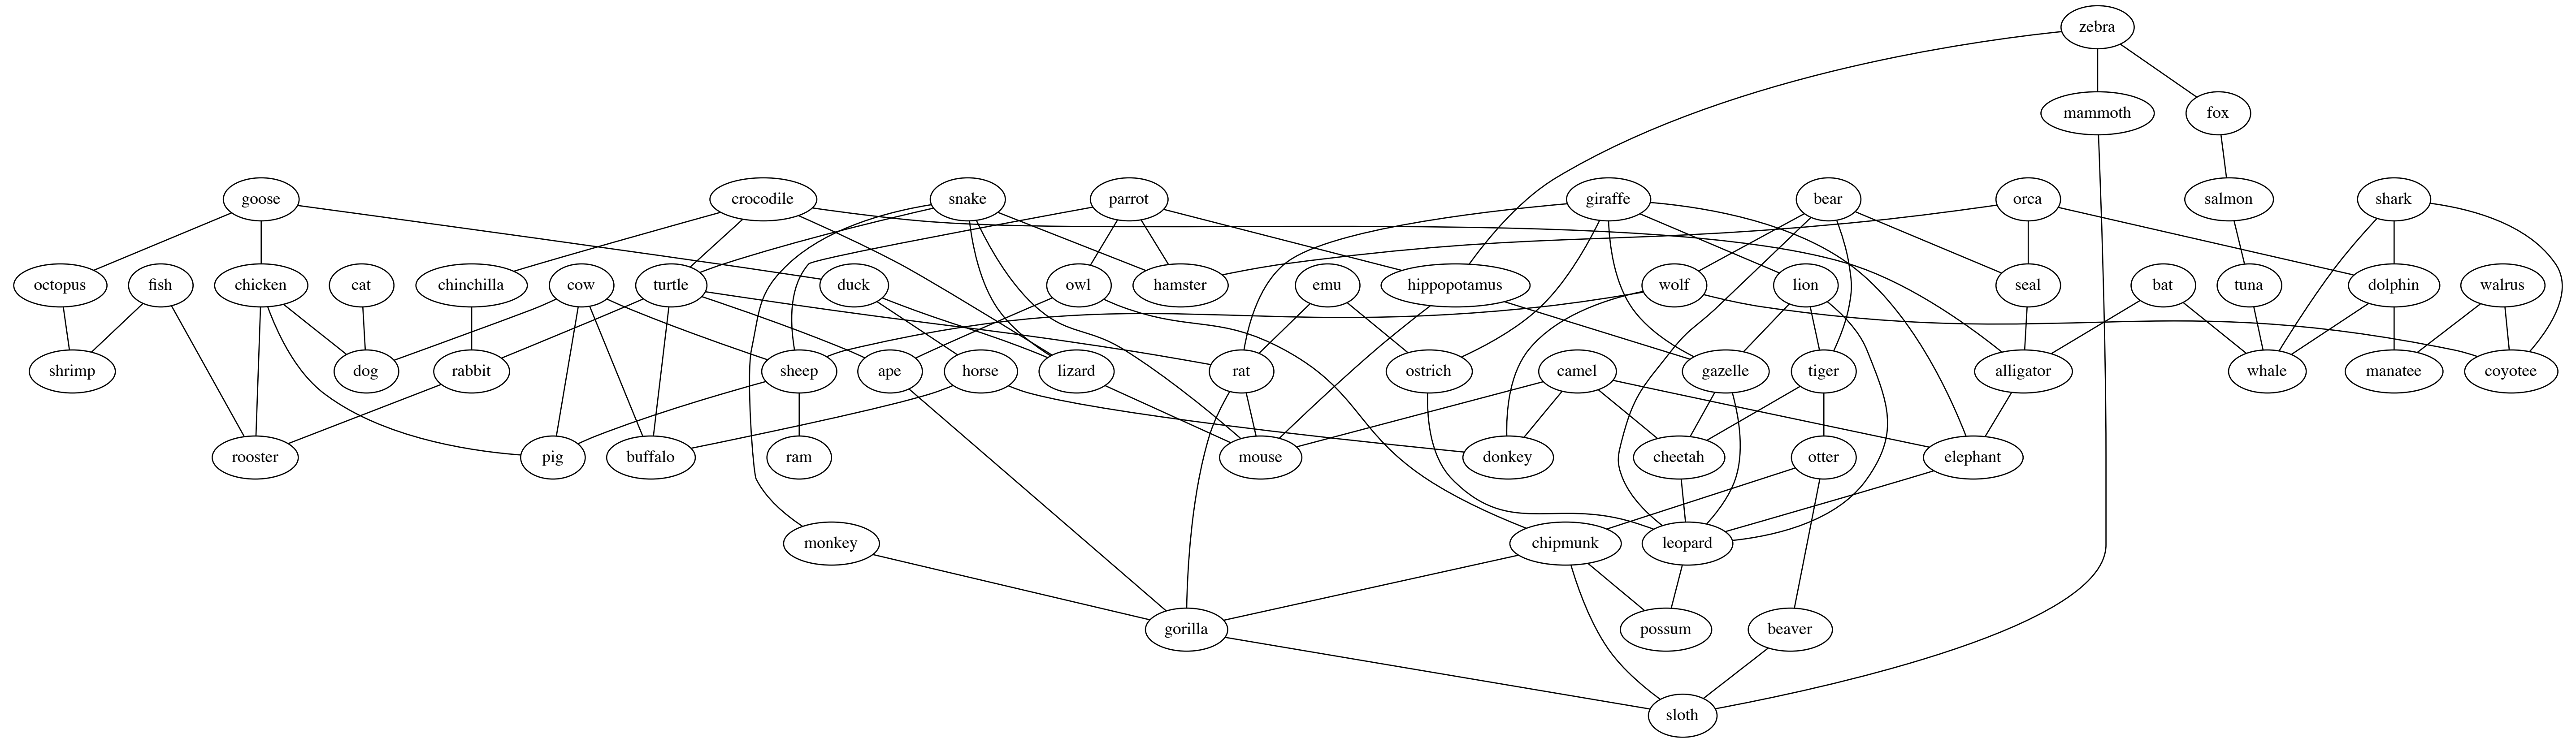 zebra
mammoth
fox
goose
crocodile
snake
parrot
giraffe
bear
orca
salmon
shark
octopus
fish
chicken
cat
chinchilla
cow
turtle
duck
owl
hamster
emu
hippopotamus
wolf
lion
seal
bat
tuna
dolphin
walrus
shrimp
dog
rabbit
sheep
ape
horse
lizard
rat
ostrich
camel
gazelle
tiger
alligator
whale
manatee
coyotee
rooster
pig
buffalo
ram
mouse
donkey
cheetah
otter
elephant
monkey
chipmunk
leopard
gorilla
possum
beaver
sloth